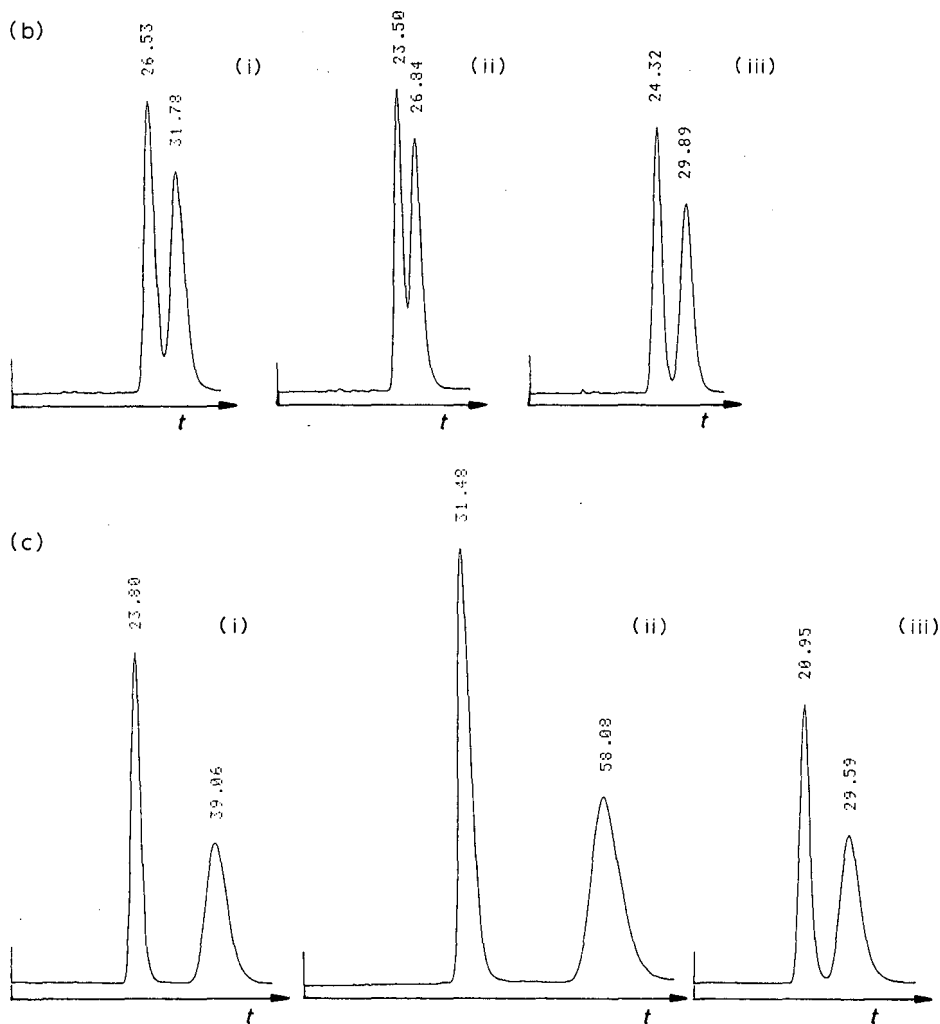 (b)
26.53
31.78
(i)
23.50
26.84
(ii)
24.32
29.89
(iii)
t
t
t
(c)
23.80
39.06
(i)
31.48
58.08
(ii)
20.95
29.59
(iii)
t
t
t